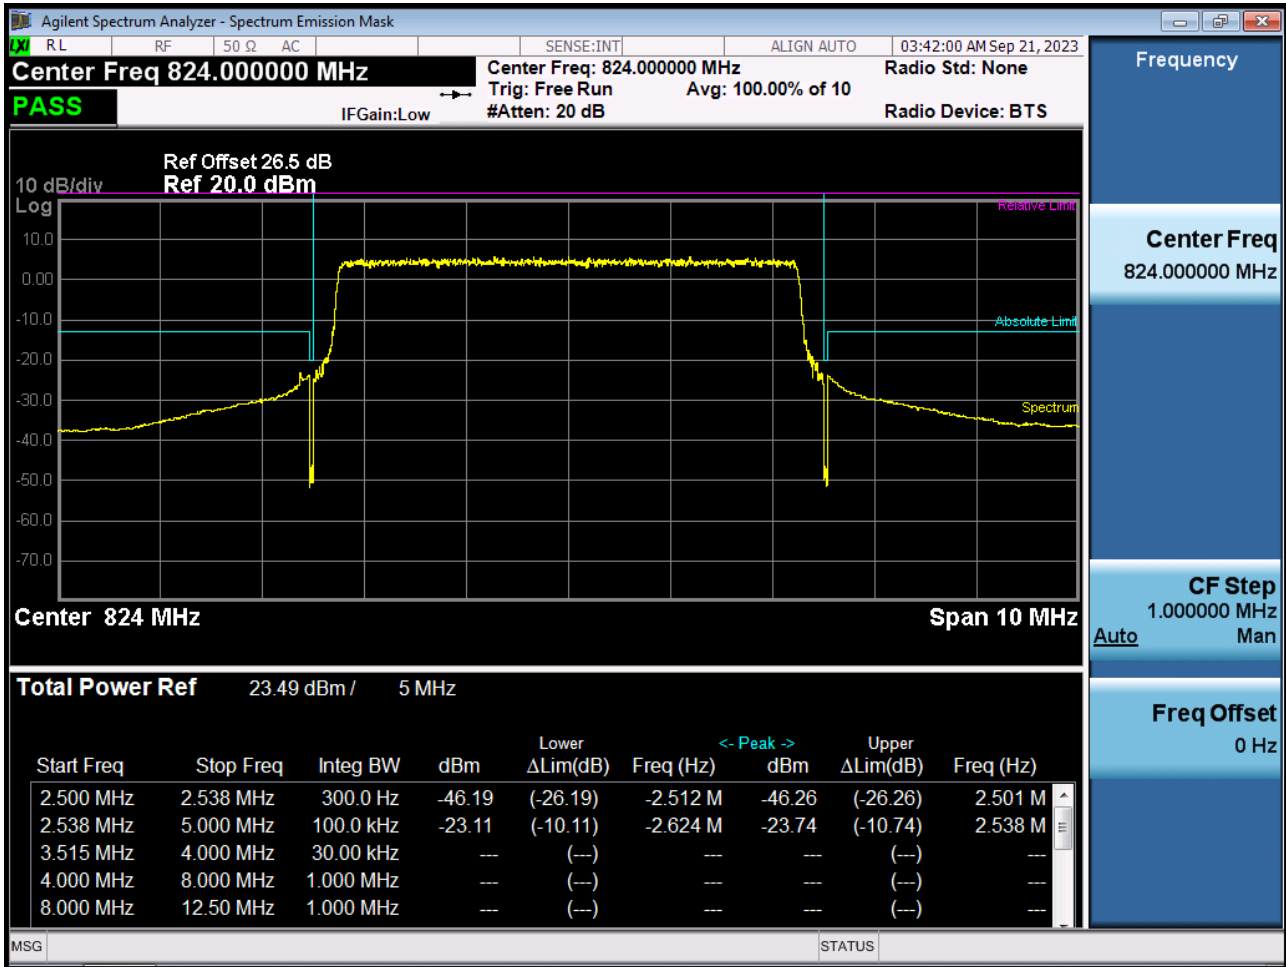 Agilent Spectrum Analyzer - Spectrum Emission Mask
LXI RL RF 50 Ω AC SENSE:INT ALIGN AUTO 03:42:00 AM Sep 21, 2023
Center Freq 824.000000 MHz
Center Freq: 824.000000 MHz Radio Std: None
Trig: Free Run Avg: 100.00% of 10
PASS IFGain:Low #Atten: 20 dB Radio Device: BTS
Ref Offset 26.5 dB
10 dB/div Ref 20.0 dBm
Log
Relative Limit
10.0
0.00
-10.0
Absolute Limit
-20.0
-30.0
Spectrum
-40.0
-50.0
-60.0
-70.0
Center 824 MHz Span 10 MHz
Total Power Ref 23.49 dBm / 5 MHz
Lower <- Peak -> Upper
Start Freq Stop Freq Integ BW dBm ΔLim(dB) Freq (Hz) dBm ΔLim(dB) Freq (Hz)
2.500 MHz 2.538 MHz 300.0 Hz -46.19 (-26.19) -2.512 M -46.26 (-26.26) 2.501 M
2.538 MHz 5.000 MHz 100.0 kHz -23.11 (-10.11) -2.624 M -23.74 (-10.74) 2.538 M
3.515 MHz 4.000 MHz 30.00 kHz --- (---) --- --- (---) ---
4.000 MHz 8.000 MHz 1.000 MHz --- (---) --- --- (---) ---
8.000 MHz 12.50 MHz 1.000 MHz --- (---) --- --- (---) ---
MSG STATUS
Frequency
Center Freq
824.000000 MHz
CF Step
1.000000 MHz
Auto Man
Freq Offset
0 Hz